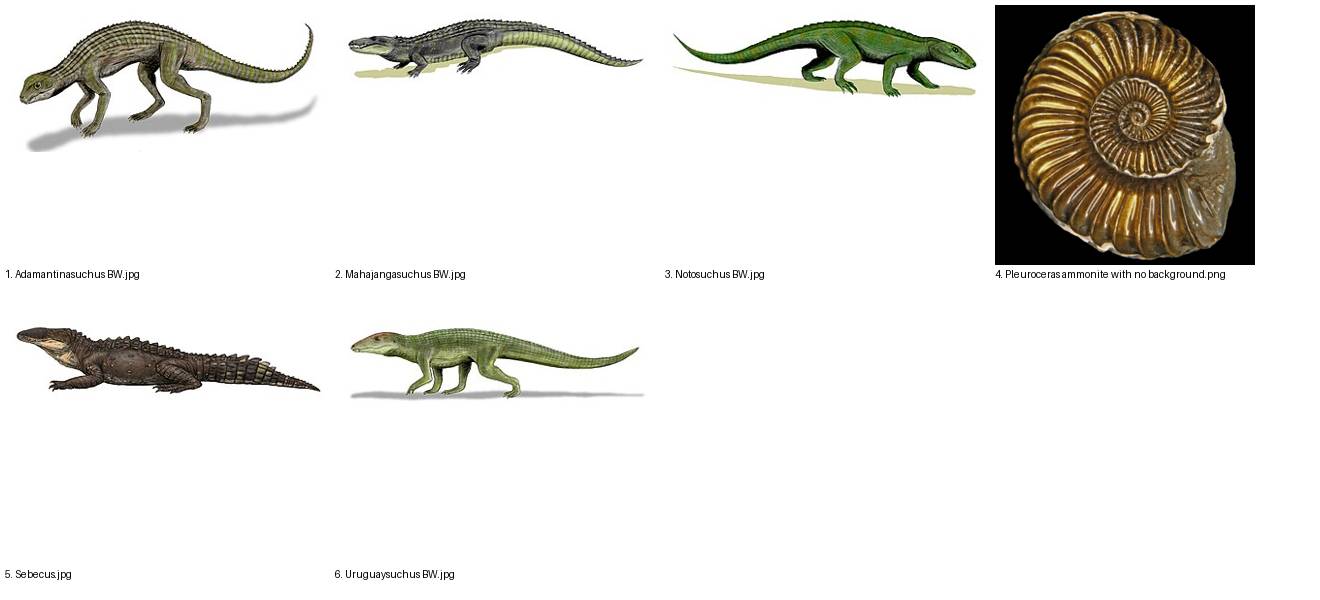 1. Adamantinasuchus BW.jpg
2. Mahajangasuchus BW.jpg
3. Notosuchus BW.jpg
4. Pleuroceras ammonite with no background.png
5. Sebecus.jpg
6. Uruguaysuchus BW.jpg